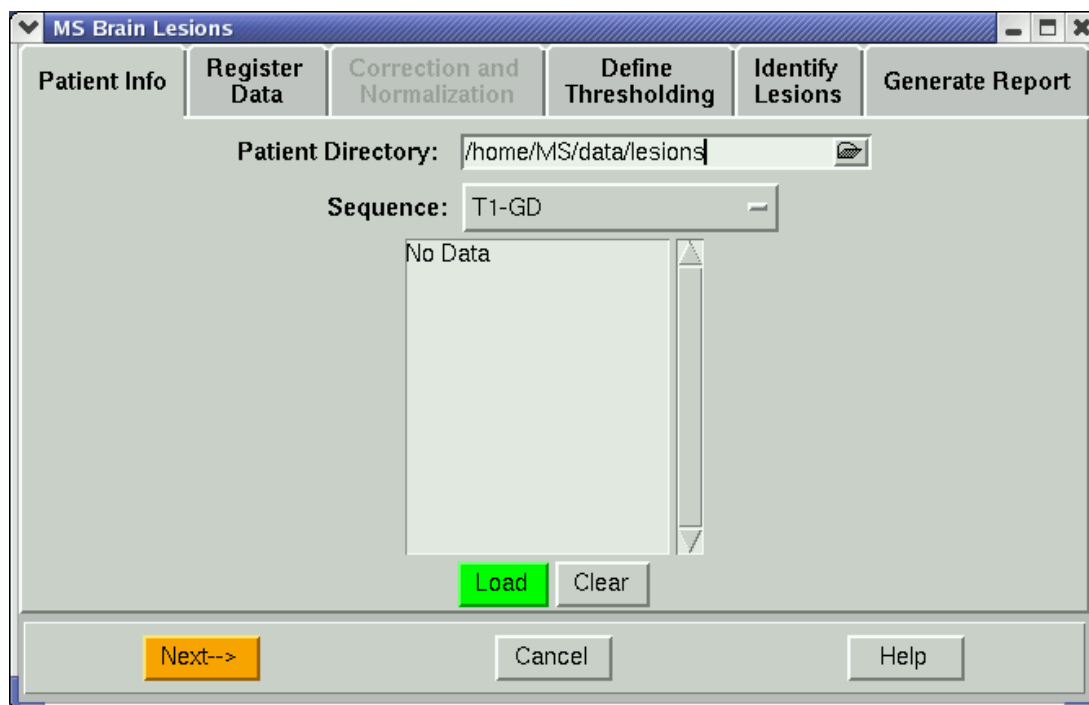 MS Brain Lesions
Patient Info
Register
Data
Correction and
Normalization
Define
Thresholding
Identify
Lesions
Generate Report
Patient Directory: /home/MS/data/lesions
Sequence: T1-GD
No Data
Load Clear
Next--> Cancel Help